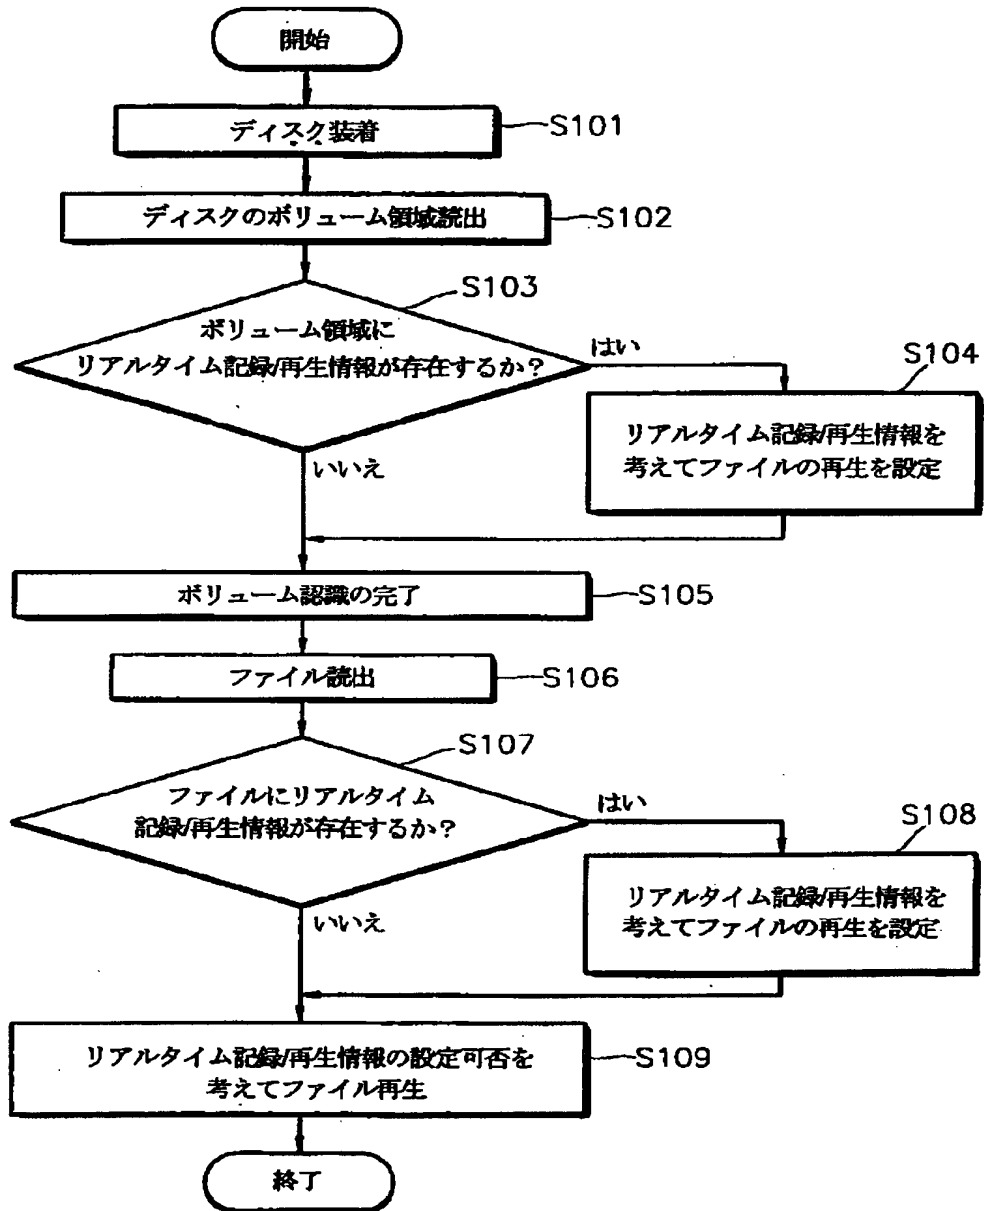 開始
ディスク装着
S101
ディスクのボリューム領域読出
S102
S103
ボリューム領域に
リアルタイム記録/再生情報が存在するか?
はい
S104
リアルタイム記録/再生情報を
考えてファイルの再生を設定
いいえ
ボリューム認識の完了
S105
ファイル読出
S106
S107
ファイルにリアルタイム
記録/再生情報が存在するか?
はい
S108
リアルタイム記録/再生情報を
考えてファイルの再生を設定
いいえ
リアルタイム記録/再生情報の設定可否を
考えてファイル再生
S109
終了